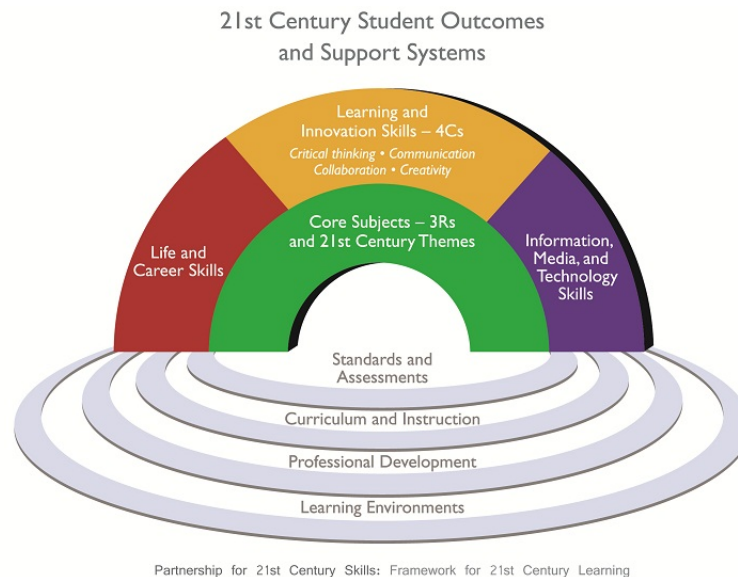 21st Century Student Outcomes
and Support Systems
Learning and
Innovation Skills – 4Cs
Critical thinking • Communication
Collaboration • Creativity
Core Subjects – 3Rs
and 21st Century Themes
Life and
Career Skills
Information,
Media, and
Technology
Skills
Standards and
Assessments
Curriculum and Instruction
Professional Development
Learning Environments
Partnership for 21st Century Skills: Framework for 21st Century Learning